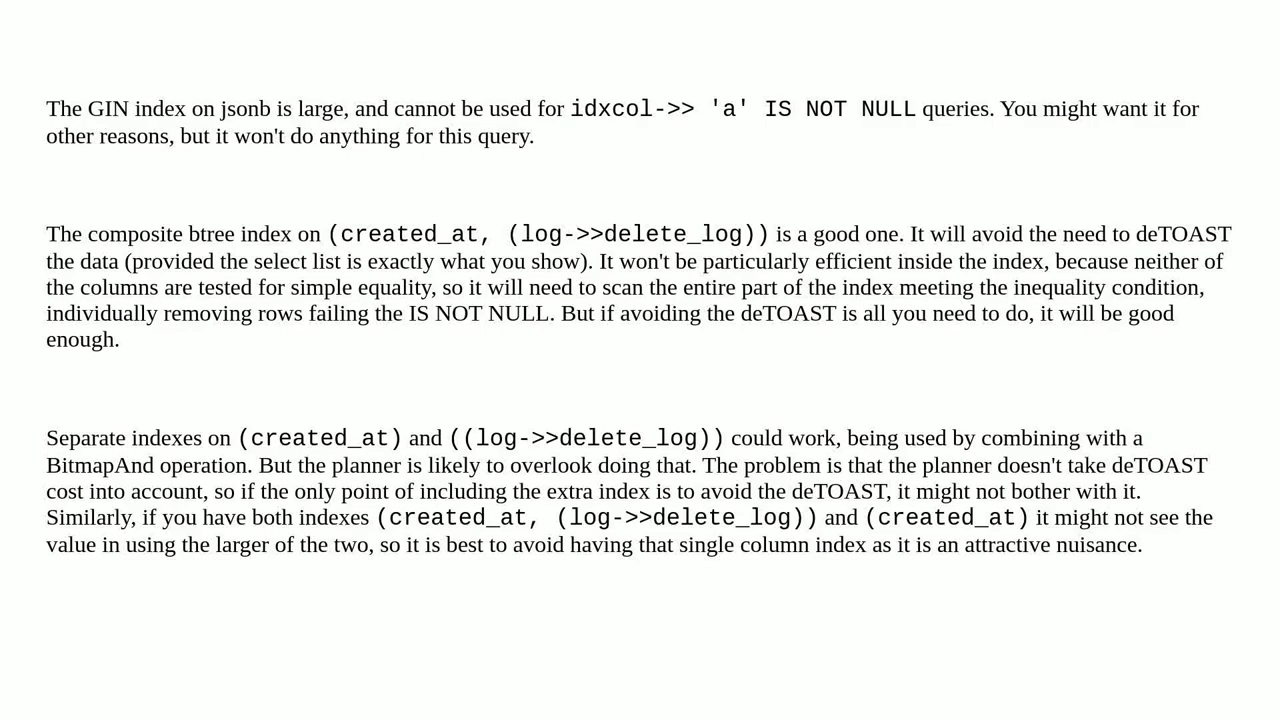 The GIN index on jsonb is large, and cannot be used for idxcol->> 'a' IS NOT NULL queries. You might want it for
other reasons, but it won't do anything for this query.
The composite btree index on (created_at, (log->>delete_log)) is a good one. It will avoid the need to deTOAST
the data (provided the select list is exactly what you show). It won't be particularly efficient inside the index, because neither of
the columns are tested for simple equality, so it will need to scan the entire part of the index meeting the inequality condition,
individually removing rows failing the IS NOT NULL. But if avoiding the deTOAST is all you need to do, it will be good
enough.
Separate indexes on (created_at) and ((log->>delete_log)) could work, being used by combining with a
BitmapAnd operation. But the planner is likely to overlook doing that. The problem is that the planner doesn't take deTOAST
cost into account, so if the only point of including the extra index is to avoid the deTOAST, it might not bother with it.
Similarly, if you have both indexes (created_at, (log->>delete_log)) and (created_at) it might not see the
value in using the larger of the two, so it is best to avoid having that single column index as it is an attractive nuisance.